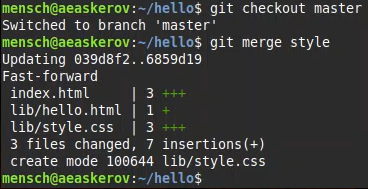 mensch@aeaskerov:~/hello$ git checkout master
Switched to branch 'master'
mensch@aeaskerov:~/hello$ git merge style
Updating 039d8f2..6859d19
Fast-forward
 index.html     | 3 +++
 lib/hello.html | 1 +
 lib/style.css  | 3 +++
 3 files changed, 7 insertions(+)
 create mode 100644 lib/style.css
mensch@aeaskerov:~/hello$